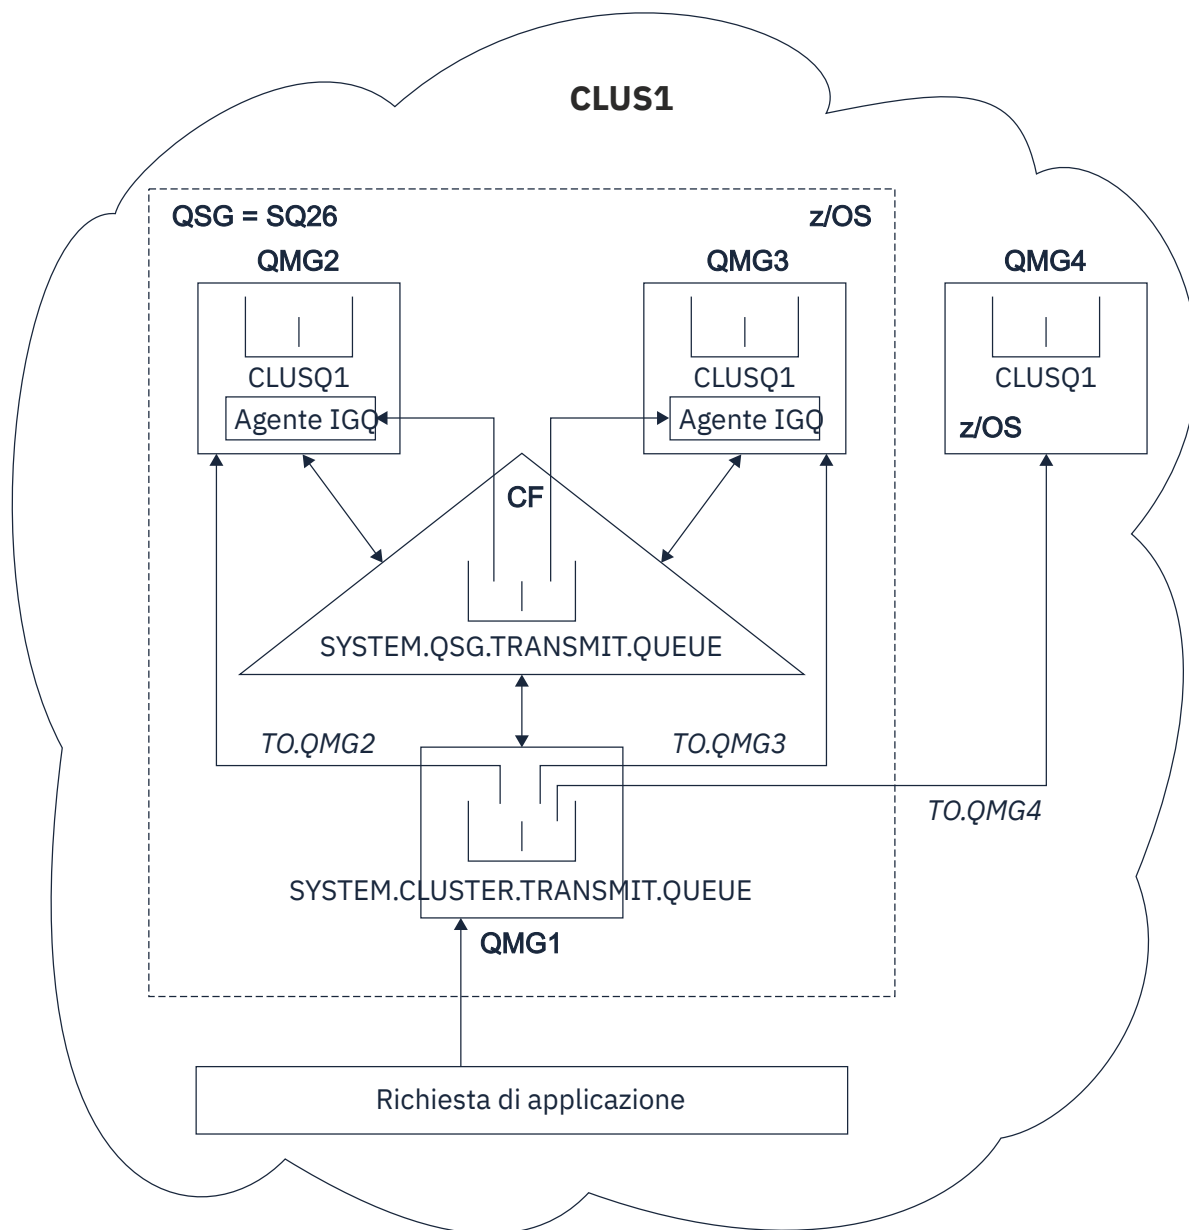 CLUS1
QSG = SQ26
z/OS
QMG2
QMG3
QMG4
CLUSQ1
CLUSQ1
CLUSQ1
Agente IGQ
Agente IGQ
z/OS
CF
SYSTEM.QSG.TRANSMIT.QUEUE
TO.QMG2
TO.QMG3
TO.QMG4
SYSTEM.CLUSTER.TRANSMIT.QUEUE
QMG1
Richiesta di applicazione